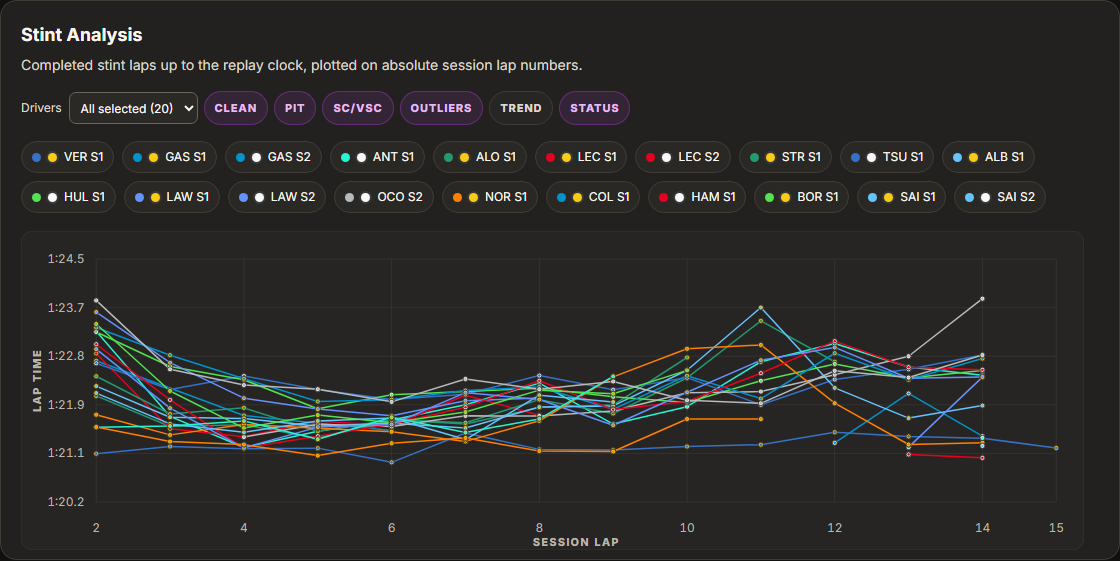 Stint Analysis
Completed stint laps up to the replay clock, plotted on absolute session lap numbers.
Drivers All selected (20) CLEAN PIT SC/VSC OUTLIERS TREND STATUS
VER S1 GAS S1 GAS S2 ANT S1 ALO S1 LEC S1 LEC S2 STR S1 TSU S1 ALB S1
HUL S1 LAW S1 LAW S2 OCO S2 NOR S1 COL S1 HAM S1 BOR S1 SAI S1 SAI S2
1:24.5
1:23.7
1:22.8
1:21.9
1:21.1
1:20.2
LAP TIME
2 4 6 8 10 12 14 15
SESSION LAP